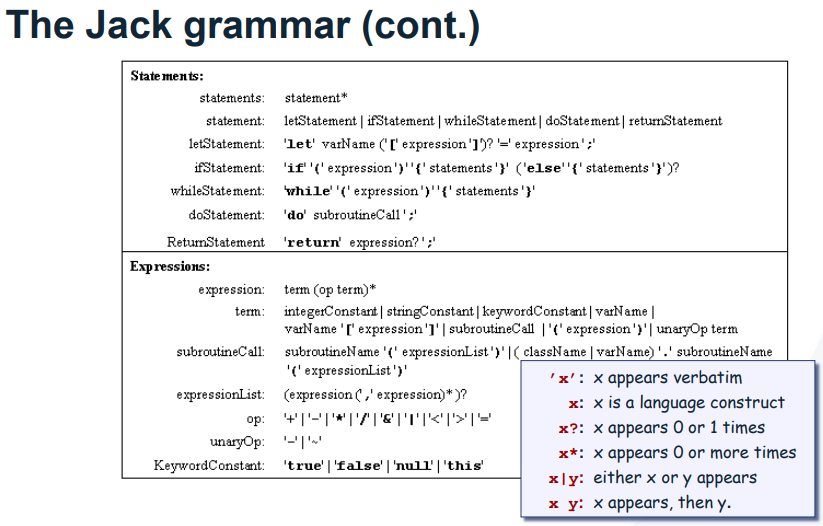 The Jack grammar (cont.)
Statements:
statements: statement*
statement: letStatement | ifStatement | whileStatement | doStatement | returnStatement
letStatement: 'let' varName ('[' expression ']')? '=' expression ';'
ifStatement: 'if' '(' expression ')' '{' statements '}' ('else' '{' statements '}')?
whileStatement: 'while' '(' expression ')' '{' statements '}'
doStatement: 'do' subroutineCall ';'
ReturnStatement 'return' expression? ';'
Expressions:
expression: term (op term)*
term: integerConstant | stringConstant | keywordConstant | varName |
varName '[' expression ']' | subroutineCall | '(' expression ')' | unaryOp term
subroutineCall: subroutineName '(' expressionList ')' | ( className | varName) '.' subroutineName
'(' expressionList ')'
expressionList: (expression (',' expression)* )?
op: '+' | '-' | '*' | '/' | '&' | '|' | '<' | '>' | '='
unaryOp: '-' | '~'
KeywordConstant: 'true' | 'false' | 'null' | 'this'
'x': x appears verbatim
x: x is a language construct
x?: x appears 0 or 1 times
x*: x appears 0 or more times
x|y: either x or y appears
x y: x appears, then y.